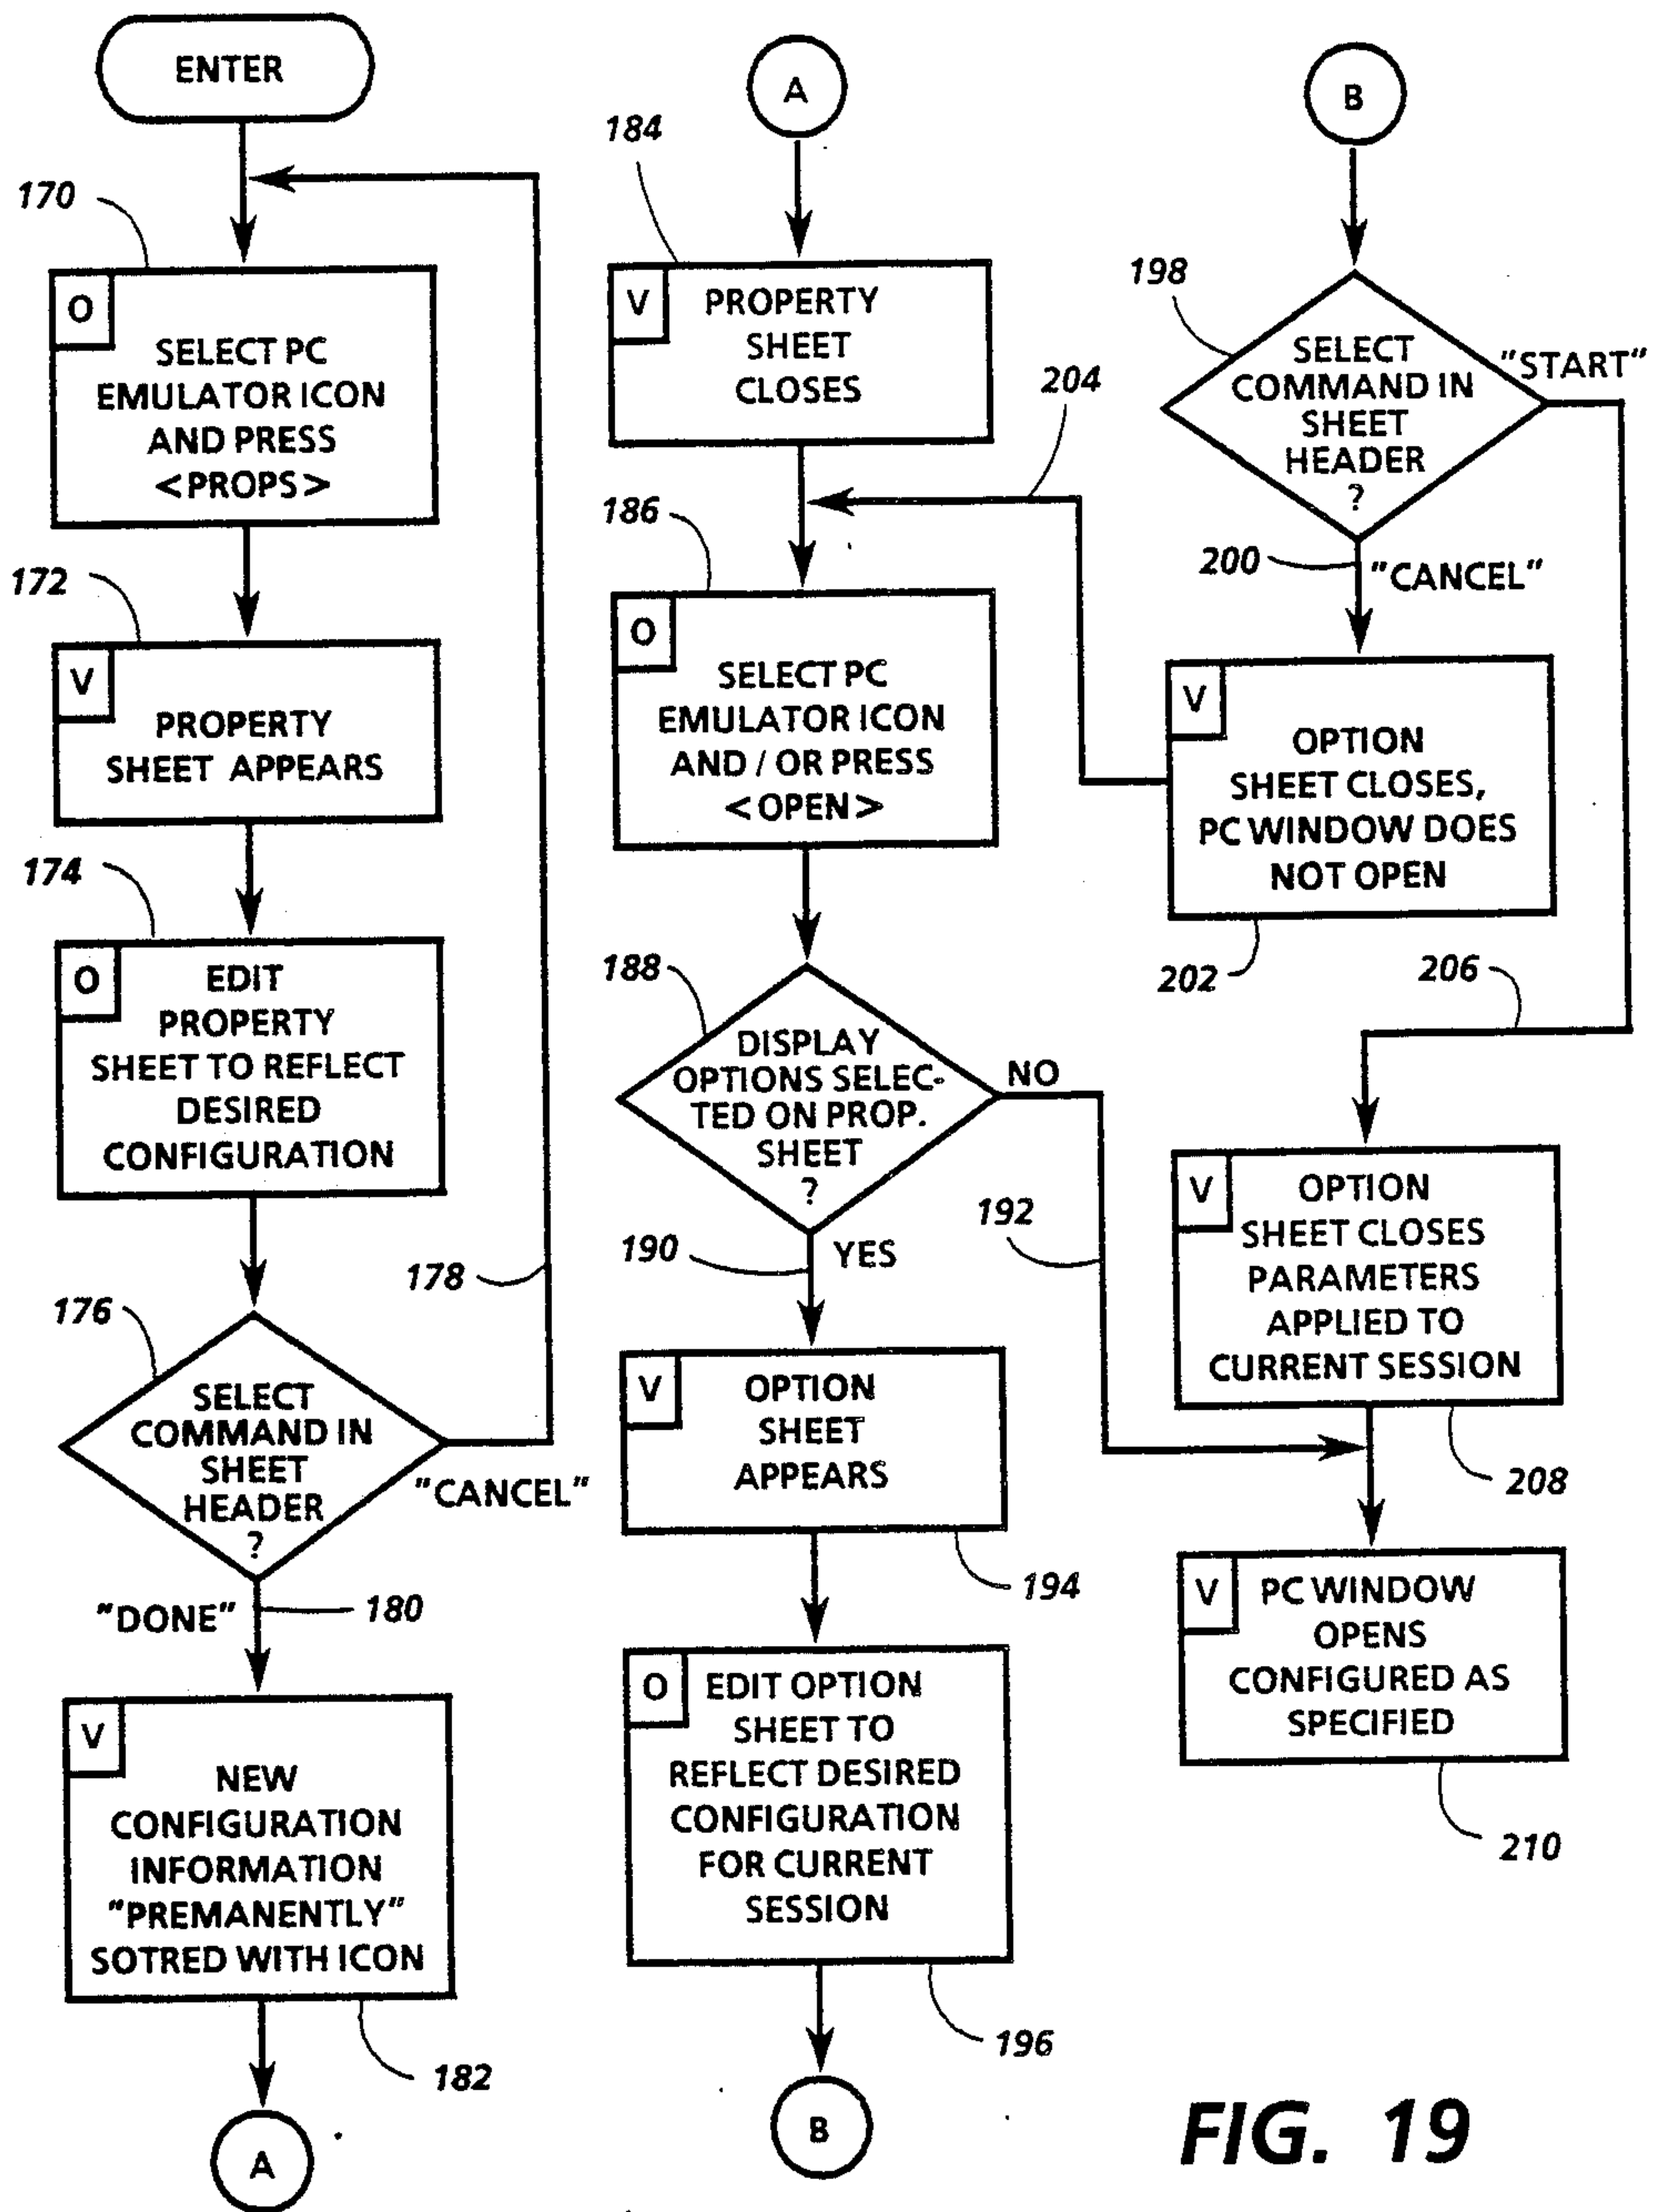 ENTER
170
O
SELECT PC
EMULATOR ICON
AND PRESS
<PROPS>
172
V
PROPERTY
SHEET APPEARS
174
O
EDIT
PROPERTY
SHEET TO REFLECT
DESIRED
CONFIGURATION
176
SELECT
COMMAND IN
SHEET
HEADER
?
178
"CANCEL"
"DONE"
180
V
NEW
CONFIGURATION
INFORMATION
"PREMANENTLY"
SOTRED WITH ICON
182
A
A
184
V
PROPERTY
SHEET
CLOSES
204
186
O
SELECT PC
EMULATOR ICON
AND / OR PRESS
<OPEN>
188
DISPLAY
OPTIONS SELEC-
TED ON PROP.
SHEET
?
NO
192
190
YES
V
OPTION
SHEET
APPEARS
194
O
EDIT OPTION
SHEET TO
REFLECT DESIRED
CONFIGURATION
FOR CURRENT
SESSION
196
B
B
198
SELECT
COMMAND IN
SHEET
HEADER
?
"START"
200
"CANCEL"
V
OPTION
SHEET CLOSES,
PC WINDOW DOES
NOT OPEN
202
206
V
OPTION
SHEET CLOSES
PARAMETERS
APPLIED TO
CURRENT SESSION
208
V
PC WINDOW
OPENS
CONFIGURED AS
SPECIFIED
210
FIG. 19